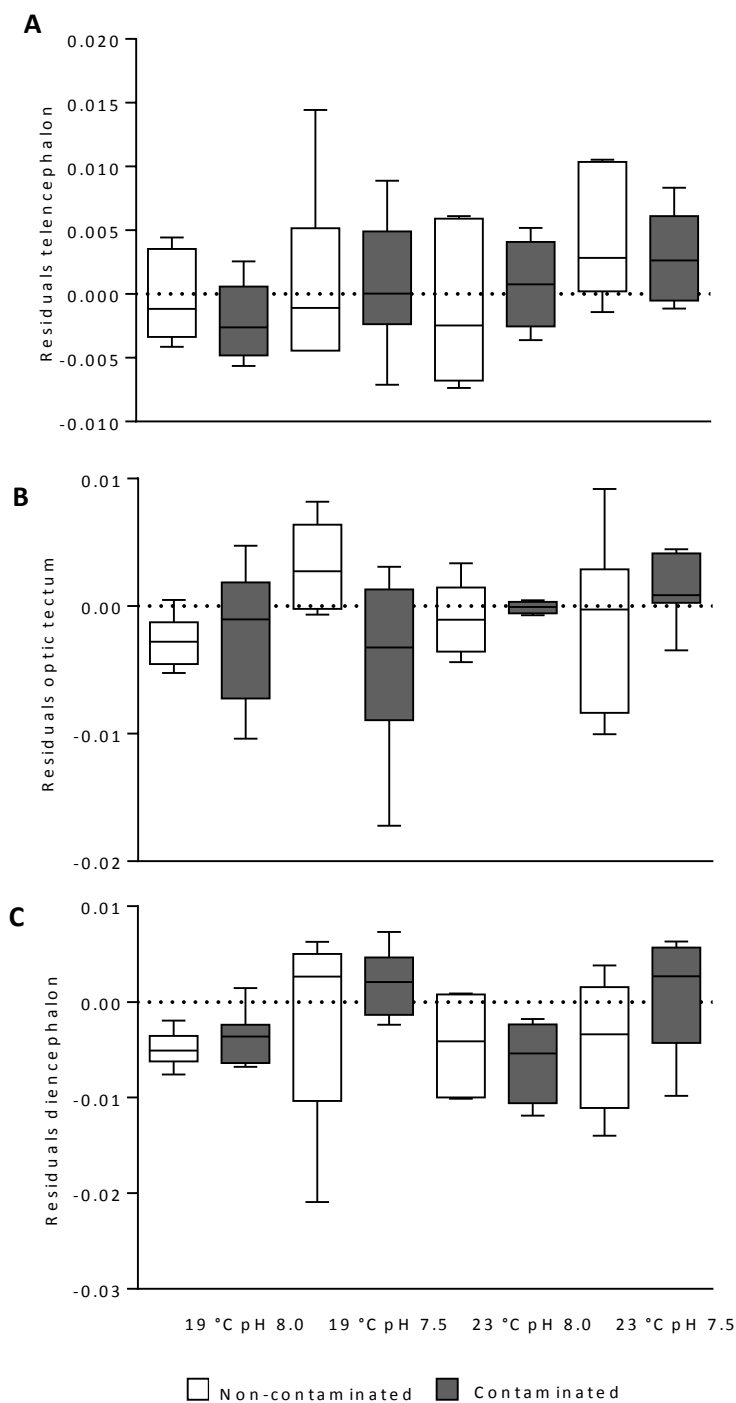 A
Residuals telencephalon
0.020
0.015
0.010
0.005
0.000
-0.005
-0.010
B
Residuals optic tectum
0.01
0.00
-0.01
-0.02
C
Residuals diencephalon
0.01
0.00
-0.01
-0.02
-0.03
19 °C pH 8.0 19 °C pH 7.5 23 °C pH 8.0 23 °C pH 7.5
Non-contaminated Contaminated